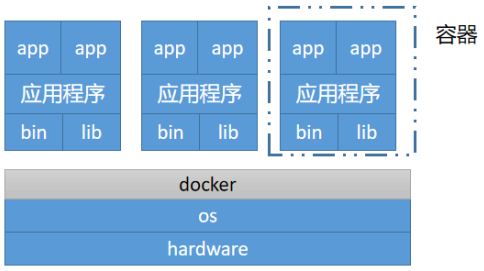 app app app app app app 容器
应用程序 应用程序 应用程序
bin lib bin lib bin lib
docker
os
hardware